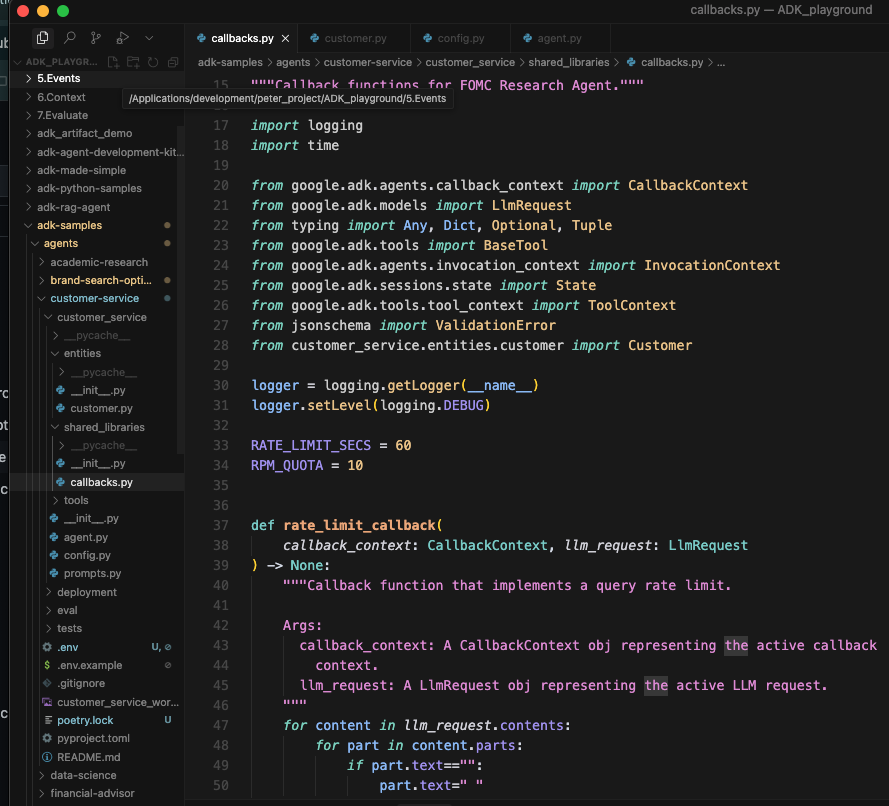 callbacks.py — ADK_playground
callbacks.py
customer.py
config.py
agent.py
ADK_PLAYGR...
adk-samples > agents > customer-service > customer_service > shared_libraries > callbacks.py > ...
5.Events
6.Context
7.Evaluate
adk_artifact_demo
adk-agent-development-kit...
adk-made-simple
adk-python-samples
adk-rag-agent
adk-samples
agents
academic-research
brand-search-opti...
customer-service
customer_service
__pycache__
entities
__pycache__
__init__.py
customer.py
shared_libraries
__pycache__
__init__.py
callbacks.py
tools
__init__.py
agent.py
config.py
prompts.py
deployment
eval
tests
.env U,
$ .env.example
.gitignore
customer_service_wor...
poetry.lock U
pyproject.toml
README.md
data-science
financial-advisor
/Applications/development/peter_project/ADK_playground/5.Events
15 """Callback functions for FOMC Research Agent."""
17 import logging
18 import time
19
20 from google.adk.agents.callback_context import CallbackContext
21 from google.adk.models import LlmRequest
22 from typing import Any, Dict, Optional, Tuple
23 from google.adk.tools import BaseTool
24 from google.adk.agents.invocation_context import InvocationContext
25 from google.adk.sessions.state import State
26 from google.adk.tools.tool_context import ToolContext
27 from jsonschema import ValidationError
28 from customer_service.entities.customer import Customer
29
30 logger = logging.getLogger(__name__)
31 logger.setLevel(logging.DEBUG)
32
33 RATE_LIMIT_SECS = 60
34 RPM_QUOTA = 10
35
36
37 def rate_limit_callback(
38 callback_context: CallbackContext, llm_request: LlmRequest
39 ) -> None:
40 """Callback function that implements a query rate limit.
41
42 Args:
43 callback_context: A CallbackContext obj representing the active callback
44 context.
45 llm_request: A LlmRequest obj representing the active LLM request.
46 """
47 for content in llm_request.contents:
48 for part in content.parts:
49 if part.text=="":
50 part.text=" "